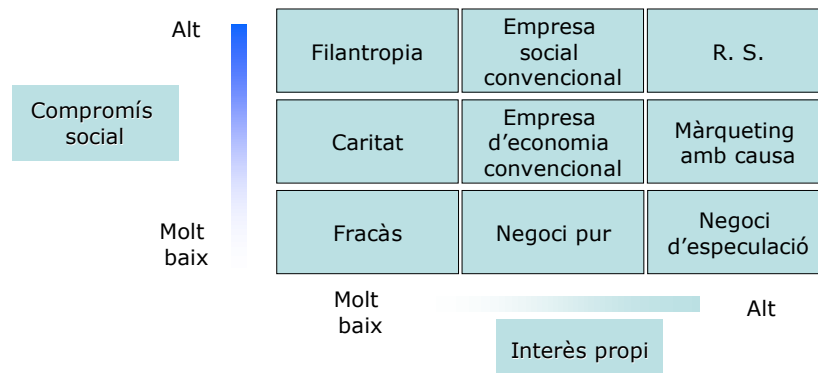 Alt
Filantropia
Empresa
social
convencional
R. S.
Compromís
social
Caritat
Empresa
d’economia
convencional
Màrqueting
amb causa
Molt
baix
Fracàs
Negoci pur
Negoci
d’especulació
Molt
baix
Alt
Interès propi